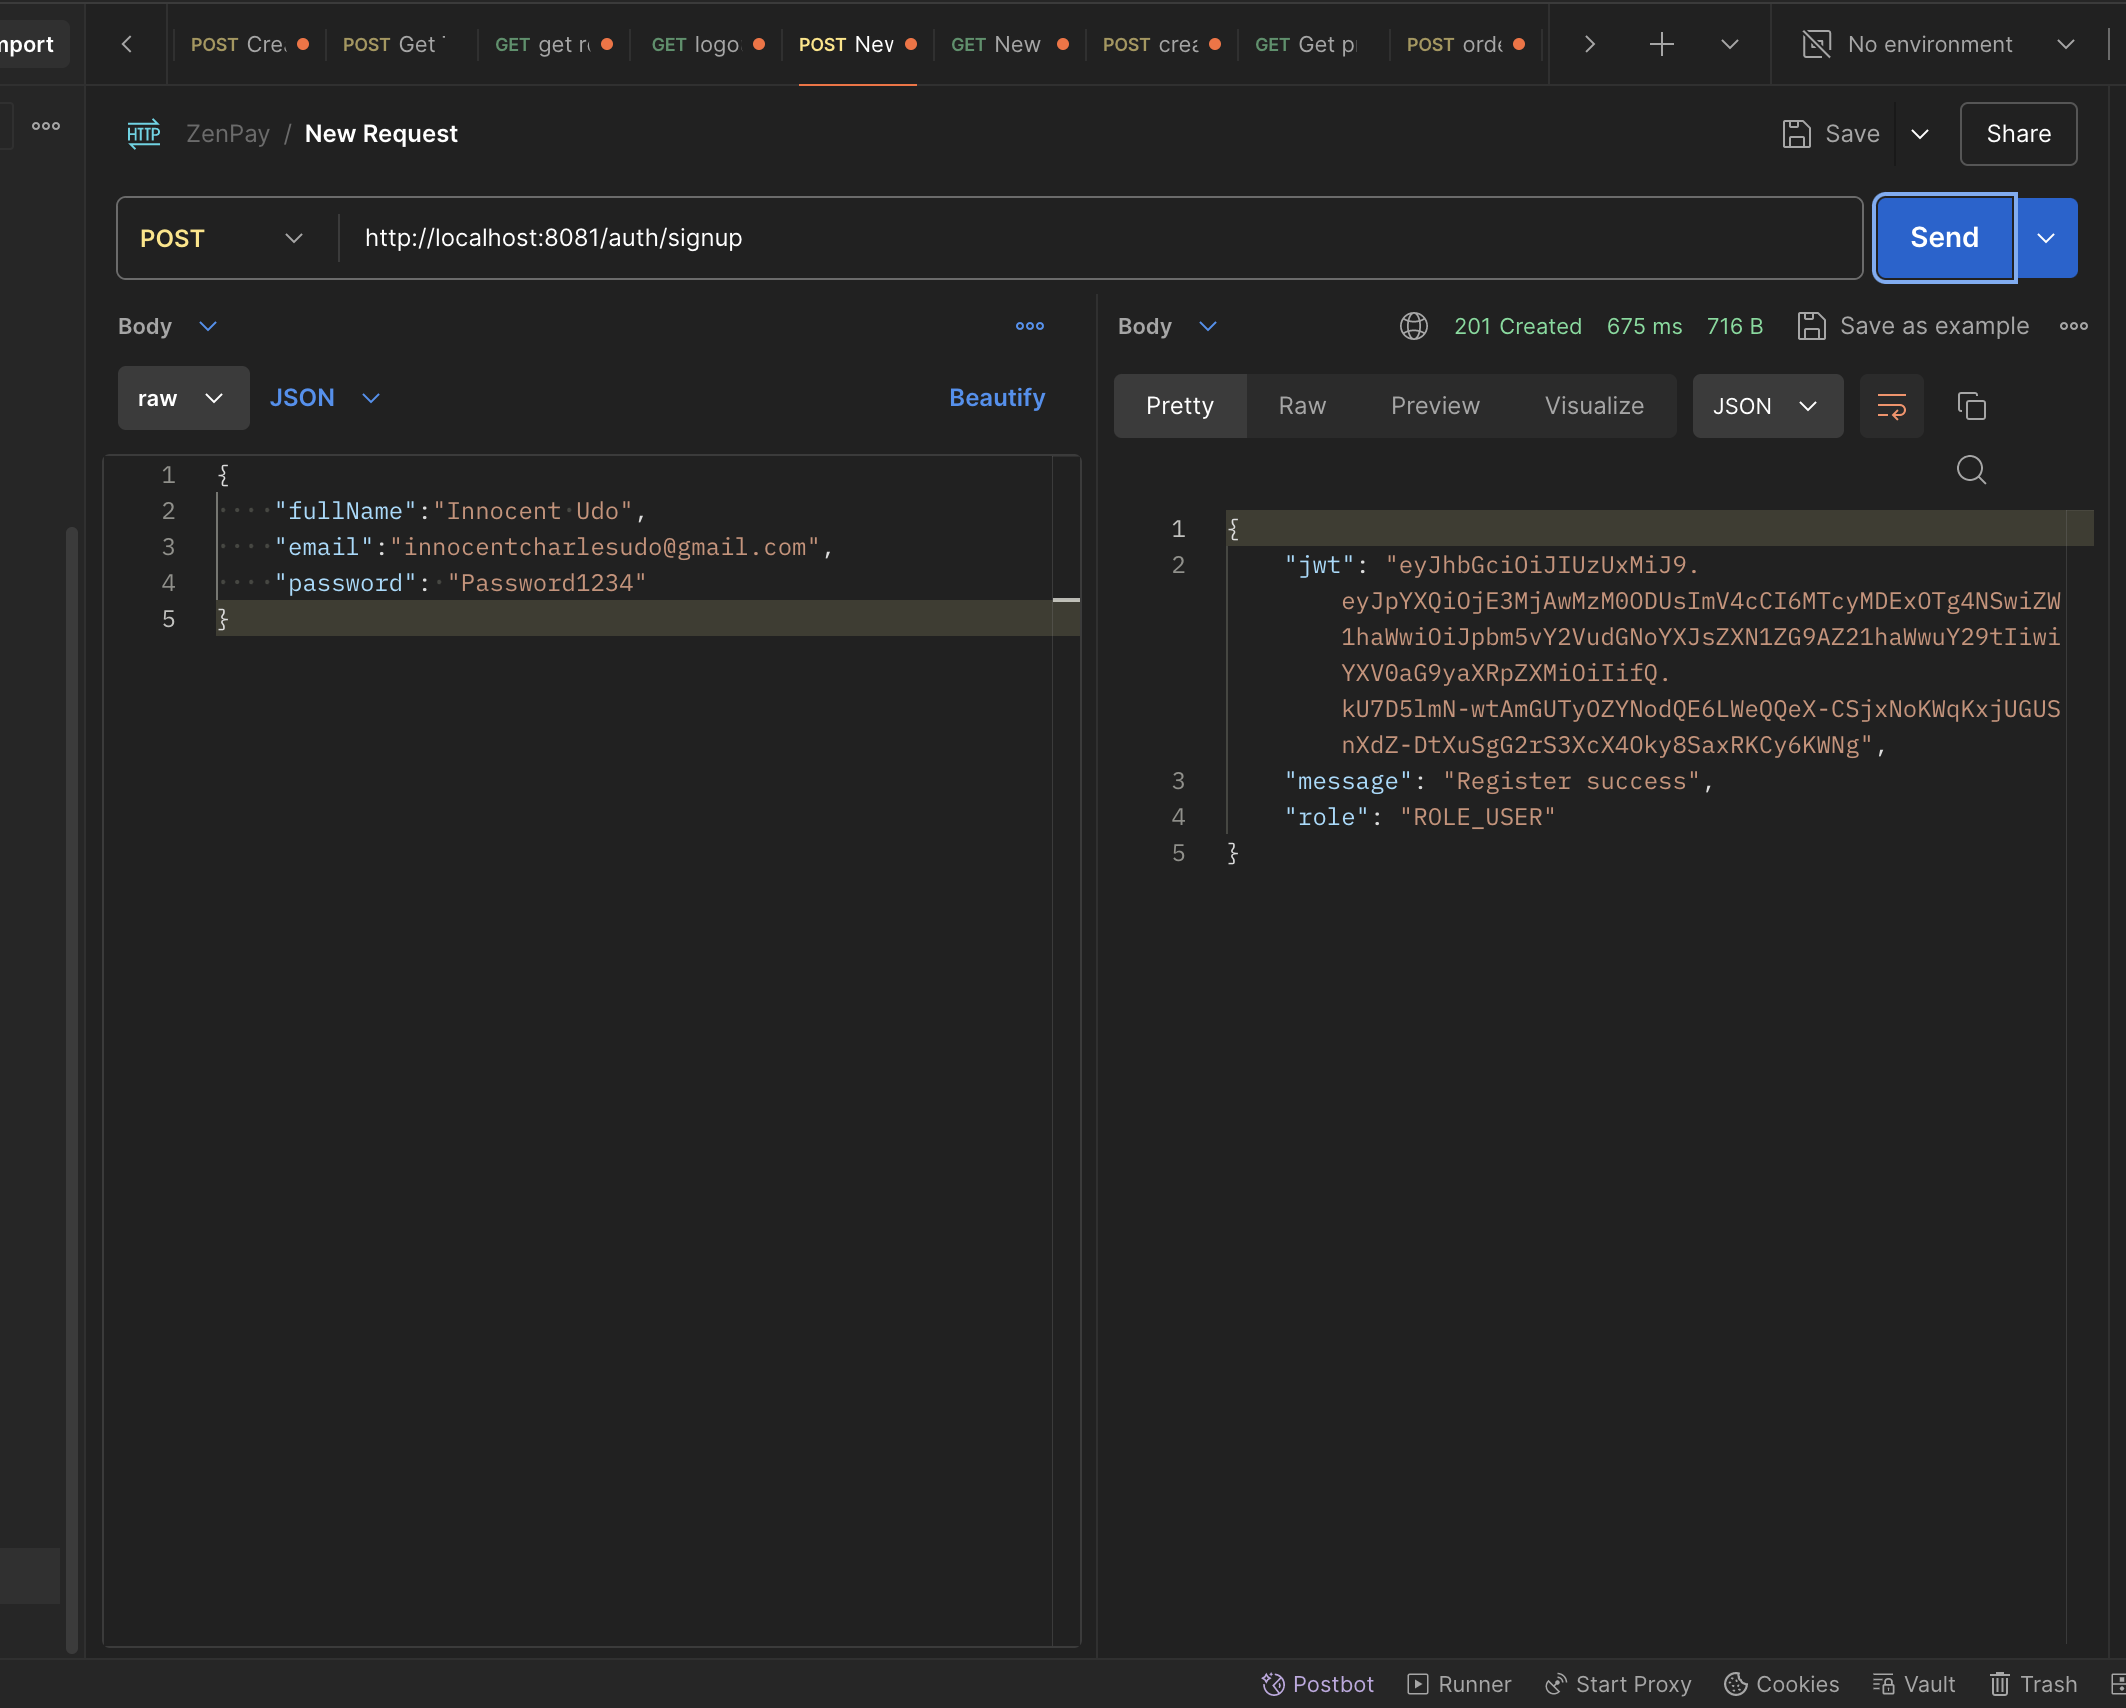 mport
POST Cre
POST Get
GET get r
GET logo
POST New
GET New
POST crea
GET Get p
POST orde
No environment
HTTP ZenPay / New Request
Save
Share
POST http://localhost:8081/auth/signup
Send
Body
raw JSON
Beautify
1 {
2 "fullName":"Innocent Udo",
3 "email":"innocentcharlesudo@gmail.com",
4 "password": "Password1234"
5 }
Body
201 Created 675 ms 716 B Save as example
Pretty Raw Preview Visualize JSON
1 {
2 "jwt": "eyJhbGciOiJIUzUxMiJ9.
eyJpYXQiOjE3MjAwMzM0ODUsImV4cCI6MTcyMDExOTg4NSwiZW
1haWwiOiJpbm5vY2VudGNoYXJsZXN1ZG9AZ21haWwuY29tIiwi
YXV0aG9yaXRpZXMiOiIifQ.
kU7D5lmN-wtAmGUTyOZYNodQE6LWeQQeX-CSjxNoKWqKxjUGUS
nXdZ-DtXuSgG2rS3XcX4Oky8SaxRKCy6KWNg",
3 "message": "Register success",
4 "role": "ROLE_USER"
5 }
Postbot Runner Start Proxy Cookies Vault Trash